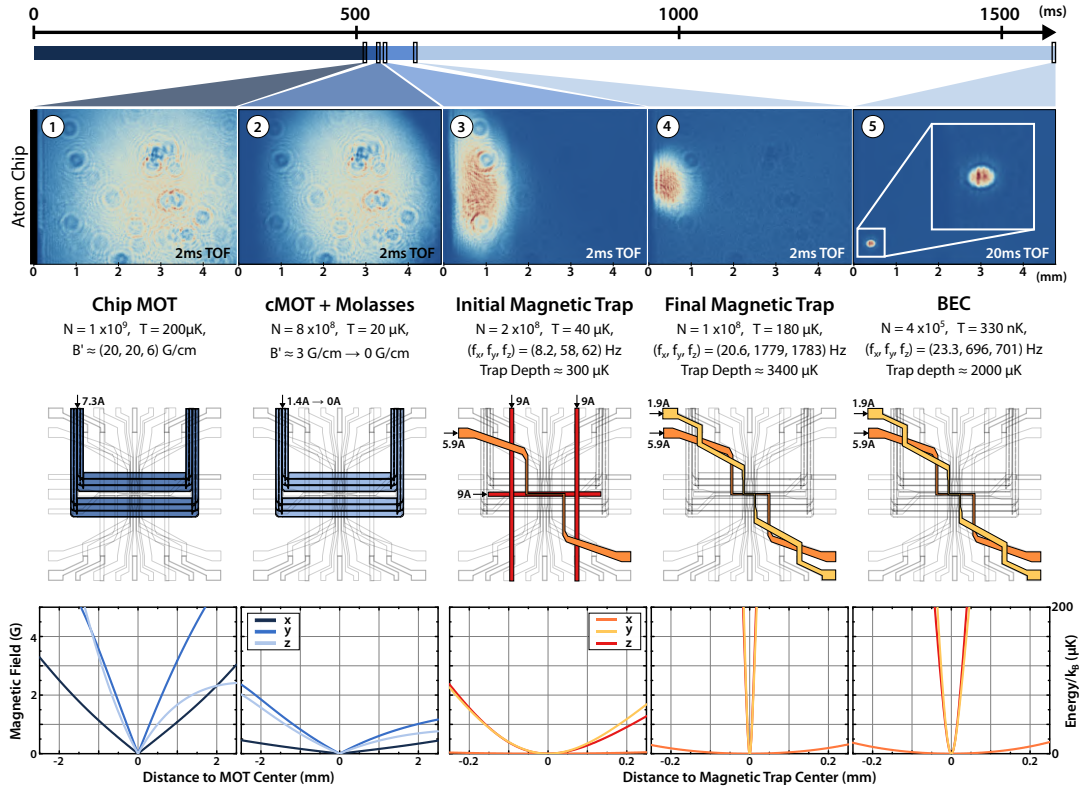 0 500 1000 1500 (ms)
Atom Chip
1 2 3 4 5
2ms TOF 2ms TOF 2ms TOF 2ms TOF 20ms TOF
0 1 2 3 4 0 1 2 3 4 0 1 2 3 4 0 1 2 3 4 0 1 2 3 4 (mm)
Chip MOT
N = 1 x10⁹, T = 200μK,
B' ≈ (20, 20, 6) G/cm
cMOT + Molasses
N = 8 x10⁸, T = 20 μK,
B' ≈ 3 G/cm → 0 G/cm
Initial Magnetic Trap
N = 2 x10⁸, T = 40 μK,
(fₓ, fᵧ, f_z) = (8.2, 58, 62) Hz
Trap Depth ≈ 300 μK
Final Magnetic Trap
N = 1 x10⁸, T = 180 μK,
(fₓ, fᵧ, f_z) = (20.6, 1779, 1783) Hz
Trap Depth ≈ 3400 μK
BEC
N = 4 x10⁵, T = 330 nK,
(fₓ, fᵧ, f_z) = (23.3, 696, 701) Hz
Trap depth ≈ 2000 μK
7.3A
1.4A → 0A
9A 9A
5.9A
9A
1.9A
5.9A
1.9A
5.9A
Magnetic Field (G)
4
2
0
x
y
z
x
y
z
200
0
Energy/k_B (μK)
-2 0 2 -2 0 2 -0.2 0 0.2 -0.2 0 0.2 -0.2 0 0.2
Distance to MOT Center (mm)
Distance to Magnetic Trap Center (mm)